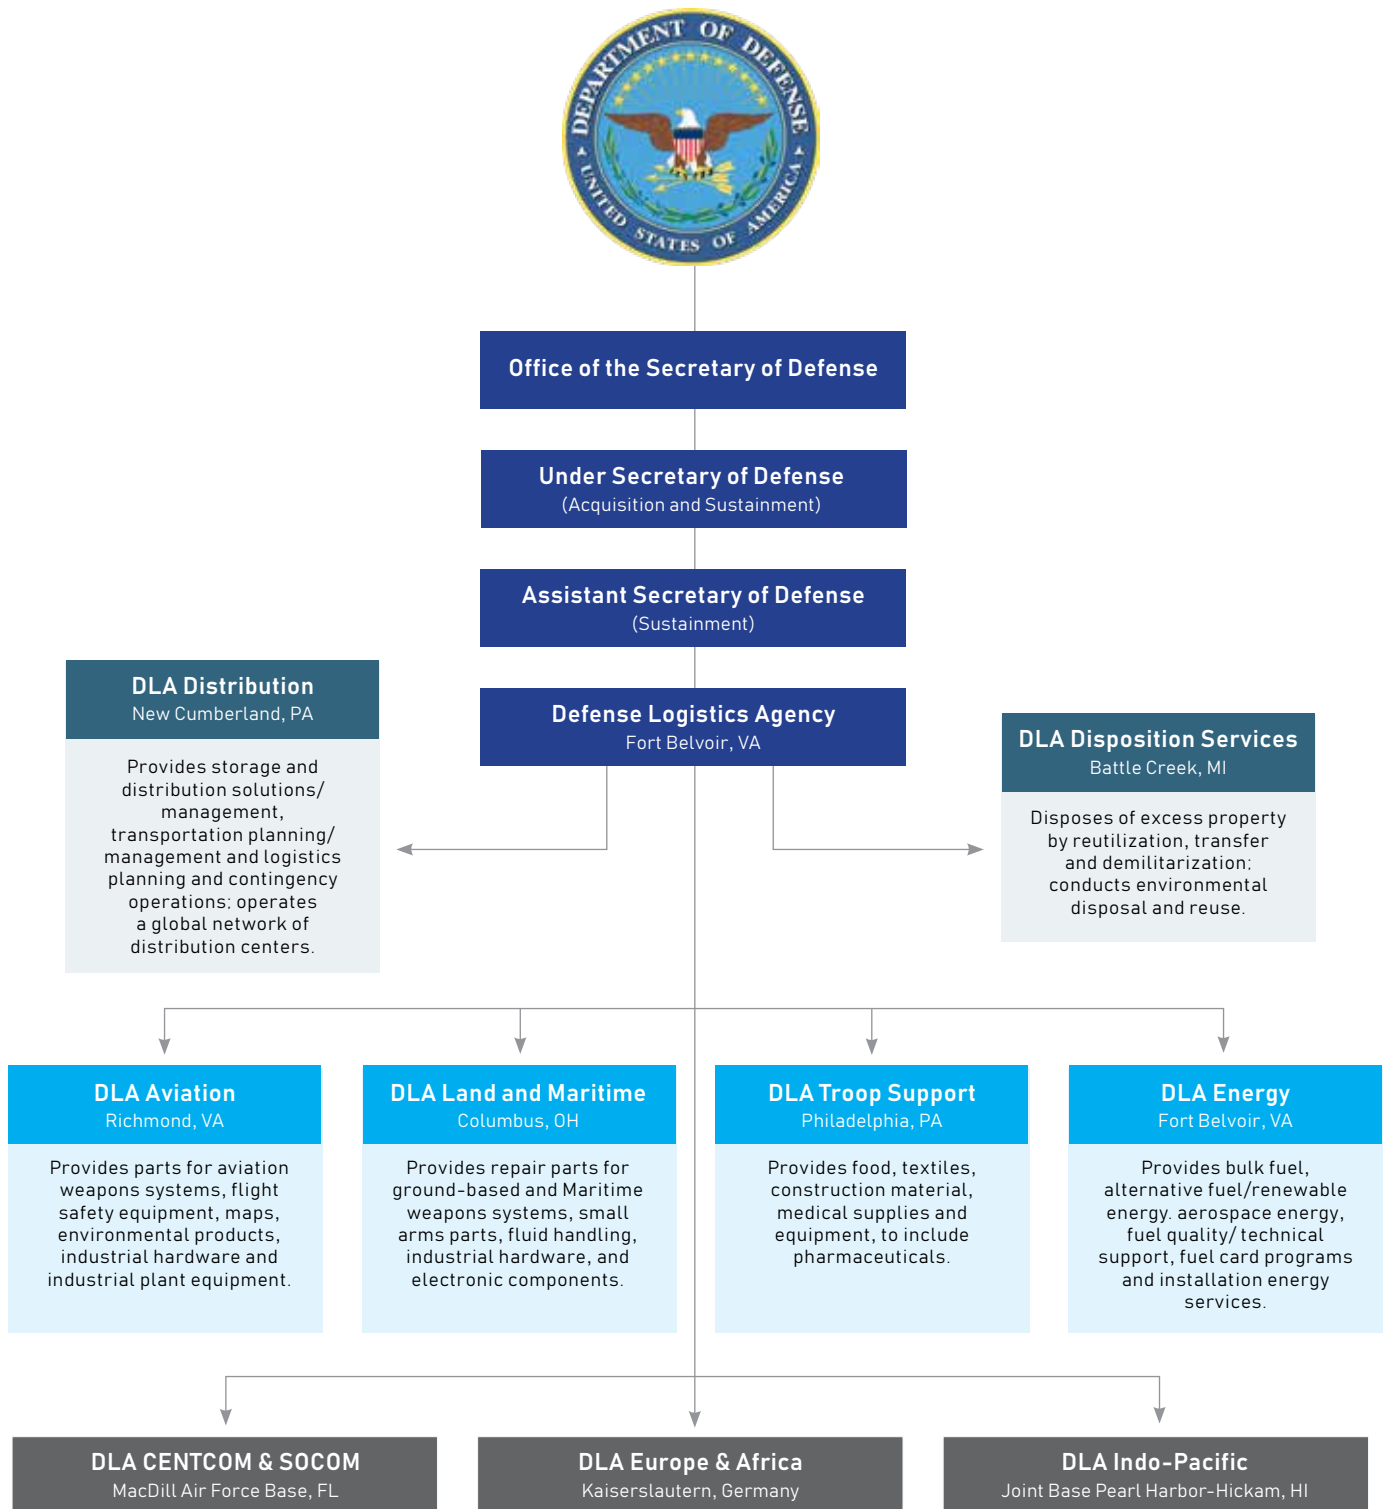 DEPARTMENT OF DEFENSE
UNITED STATES OF AMERICA
Office of the Secretary of Defense
Under Secretary of Defense
(Acquisition and Sustainment)
Assistant Secretary of Defense
(Sustainment)
Defense Logistics Agency
Fort Belvoir, VA
DLA Distribution
New Cumberland, PA
Provides storage and
distribution solutions/
management,
transportation planning/
management and logistics
planning and contingency
operations; operates
a global network of
distribution centers.
DLA Disposition Services
Battle Creek, MI
Disposes of excess property
by reutilization, transfer
and demilitarization;
conducts environmental
disposal and reuse.
DLA Aviation
Richmond, VA
Provides parts for aviation
weapons systems, flight
safety equipment, maps,
environmental products,
industrial hardware and
industrial plant equipment.
DLA Land and Maritime
Columbus, OH
Provides repair parts for
ground-based and Maritime
weapons systems, small
arms parts, fluid handling,
industrial hardware, and
electronic components.
DLA Troop Support
Philadelphia, PA
Provides food, textiles,
construction material,
medical supplies and
equipment, to include
pharmaceuticals.
DLA Energy
Fort Belvoir, VA
Provides bulk fuel,
alternative fuel/renewable
energy. aerospace energy,
fuel quality/ technical
support, fuel card programs
and installation energy
services.
DLA CENTCOM & SOCOM
MacDill Air Force Base, FL
DLA Europe & Africa
Kaiserslautern, Germany
DLA Indo-Pacific
Joint Base Pearl Harbor-Hickam, HI